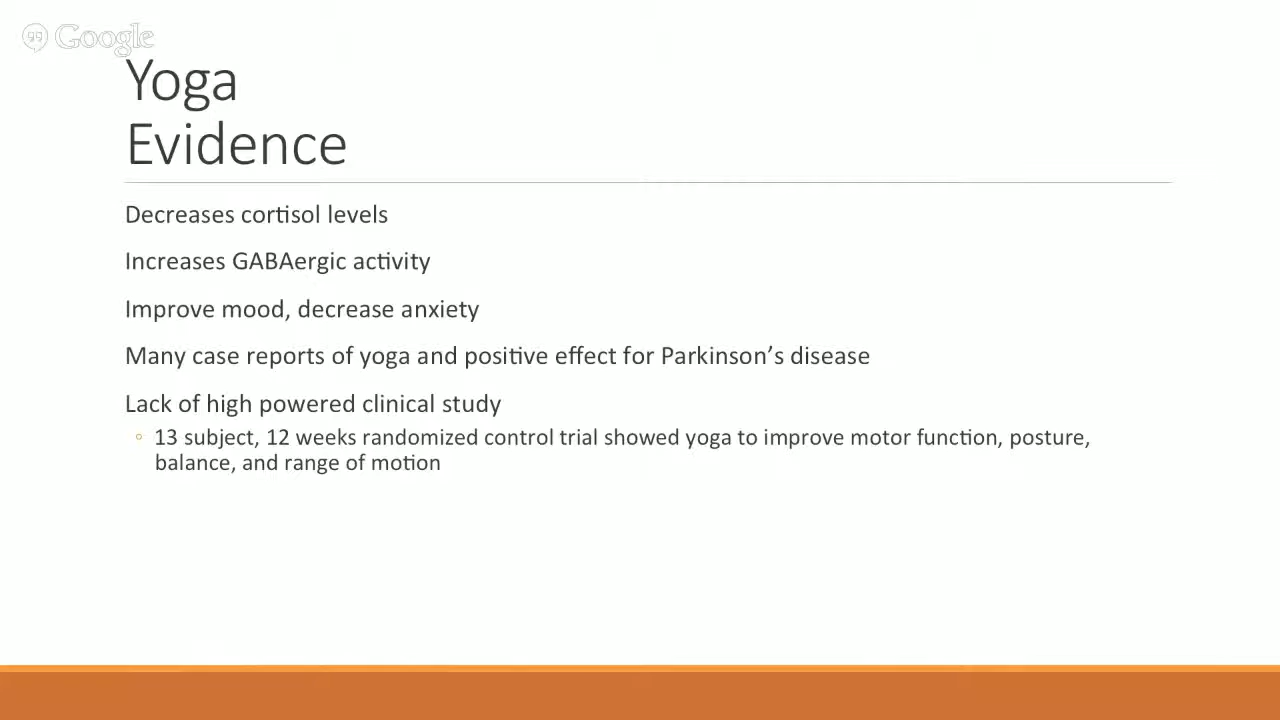 Google
Yoga
Evidence
Decreases cortisol levels
Increases GABAergic activity
Improve mood, decrease anxiety
Many case reports of yoga and positive effect for Parkinson’s disease
Lack of high powered clinical study
◦ 13 subject, 12 weeks randomized control trial showed yoga to improve motor function, posture,
balance, and range of motion